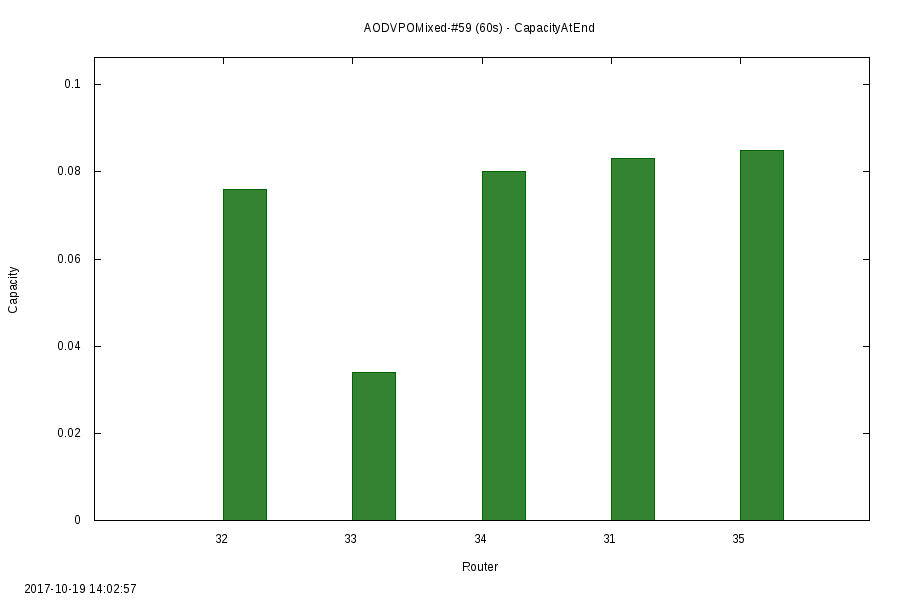 AODVPOMixed-#59 (60s) - CapacityAtEnd
0.1
0.08
0.06
0.04
0.02
0
Capacity
32 33 34 31 35
Router
2017-10-19 14:02:57